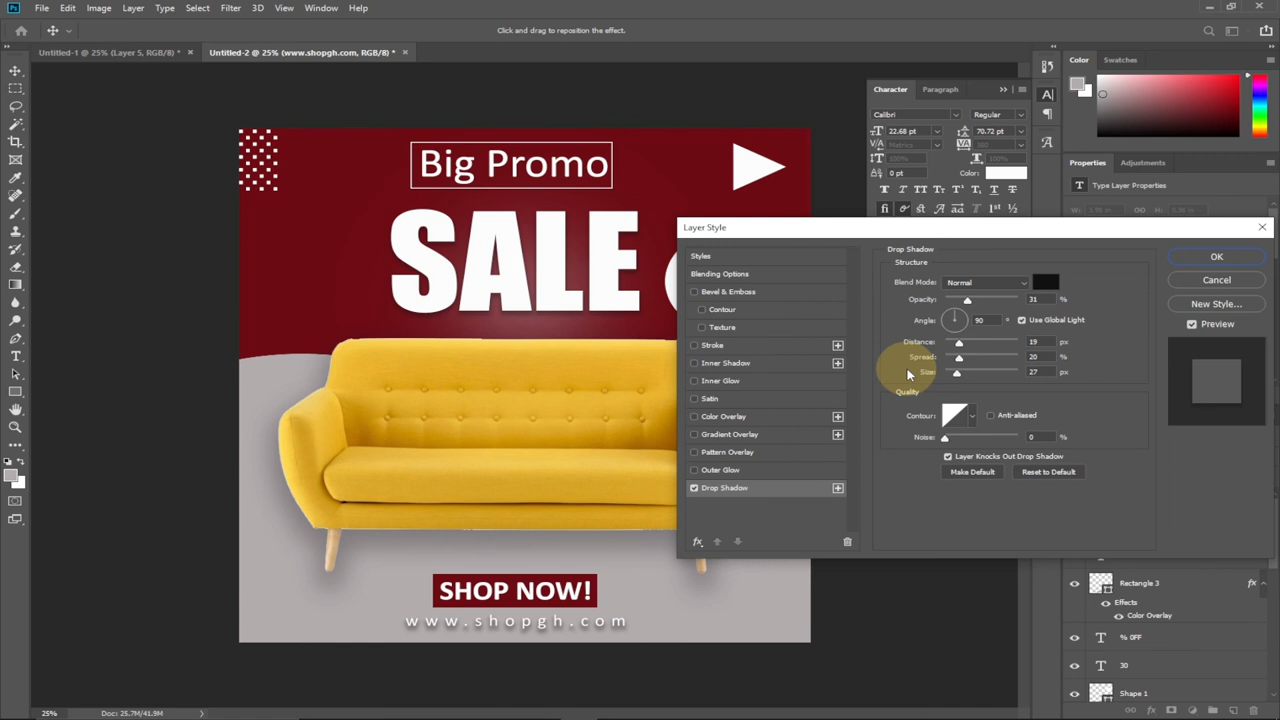 Ps File Edit Image Layer Type Select Filter 3D View Window Help
Click and drag to reposition the effect.
Untitled-1 @ 25% (Layer 5, RGB/8) * ×
Untitled-2 @ 25% (www.shopgh.com, RGB/8) * ×
Big Promo
SALE
SHOP NOW!
www.shopgh.com
Character Paragraph
Calibri Regular
22.68 pt 70.72 pt
Metrics 380
100% 100%
0 pt Color:
Color Swatches
Properties Adjustments
Type Layer Properties
Layer Style
Styles
Blending Options
Bevel & Emboss
Contour
Texture
Stroke
Inner Shadow
Inner Glow
Satin
Color Overlay
Gradient Overlay
Pattern Overlay
Outer Glow
Drop Shadow
fx
Drop Shadow
Structure
Blend Mode: Normal
Opacity: 31 %
Angle: 90 ° Use Global Light
Distance: 19 px
Spread: 20 %
Size: 27 px
Quality
Contour: Anti-aliased
Noise: 0 %
Layer Knocks Out Drop Shadow
Make Default Reset to Default
OK
Cancel
New Style...
Preview
Rectangle 3 fx
Effects
Color Overlay
T % OFF
T 30
Shape 1
25% Doc: 25.7M/41.9M